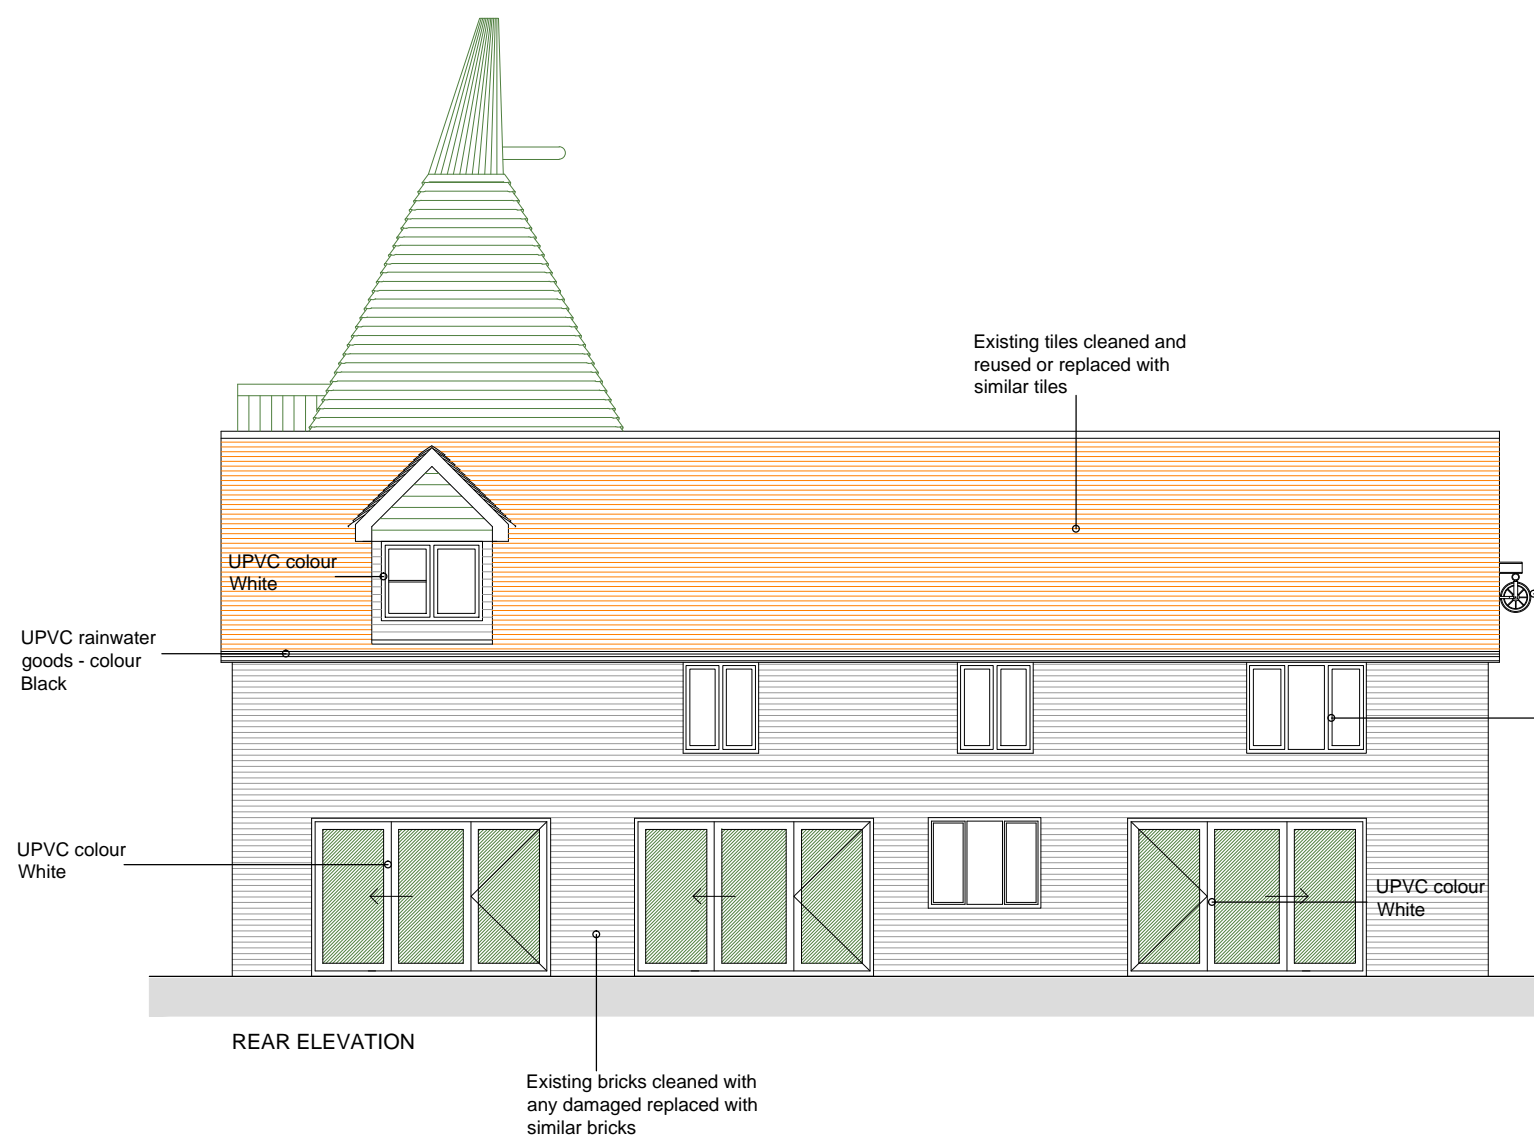 Existing tiles cleaned and
reused or replaced with
similar tiles
UPVC colour
White
UPVC rainwater
goods - colour
Black
UPVC colour
White
UPVC colour
White
REAR ELEVATION
Existing bricks cleaned with
any damaged replaced with
similar bricks